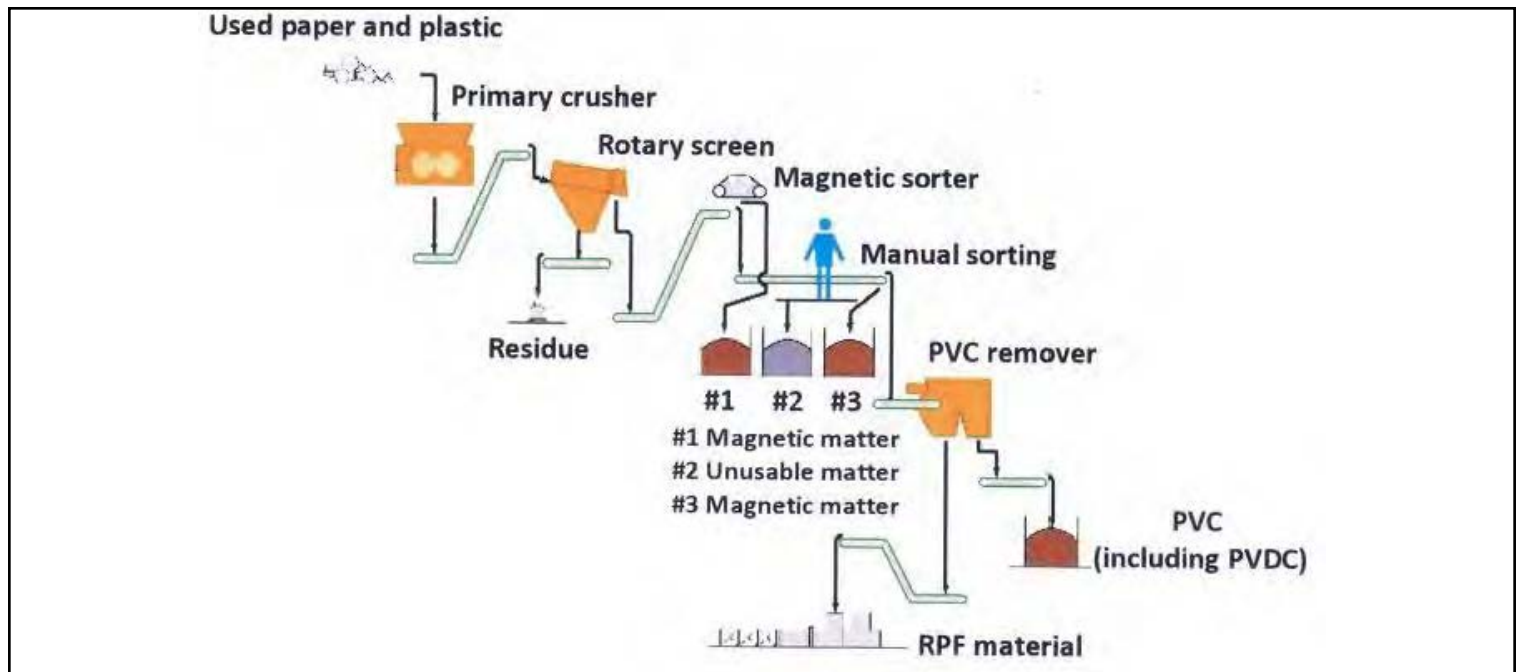 Used paper and plastic
Primary crusher
Rotary screen
Magnetic sorter
Manual sorting
Residue
PVC remover
#1 #2 #3
#1 Magnetic matter
#2 Unusable matter
#3 Magnetic matter
PVC
(including PVDC)
RPF material